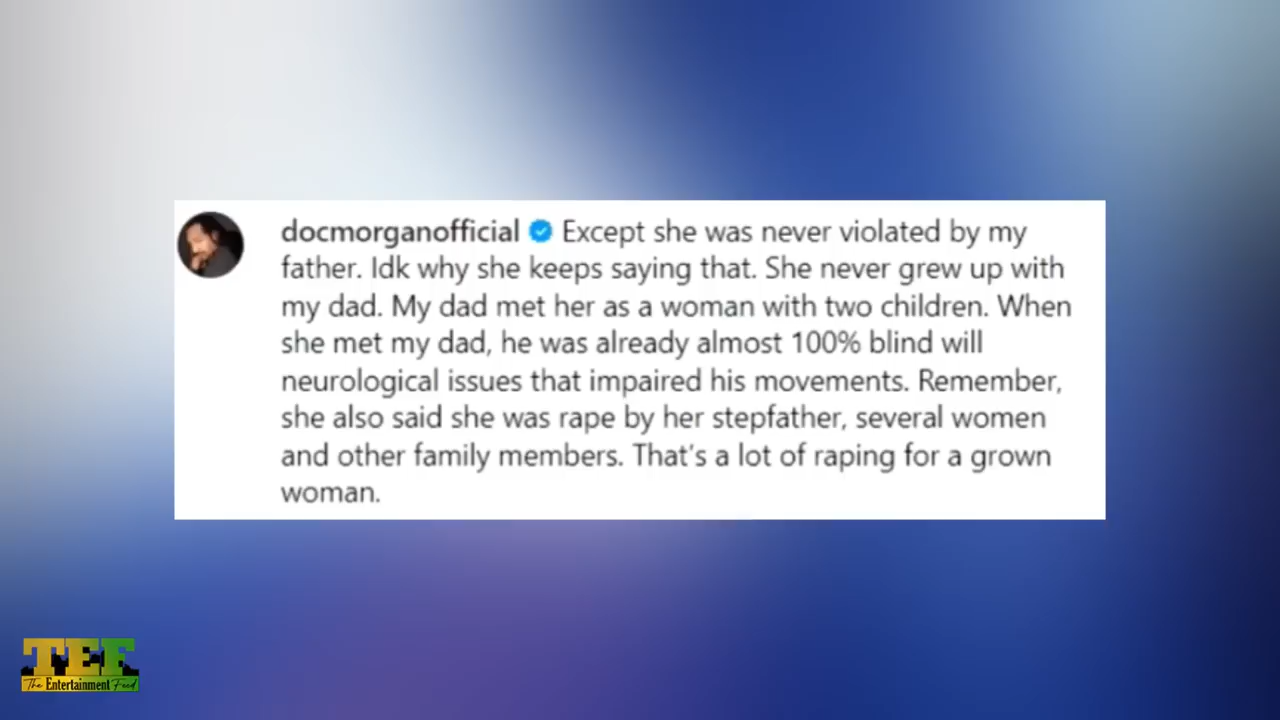 docmorganofficial Except she was never violated by my
father. Idk why she keeps saying that. She never grew up with
my dad. My dad met her as a woman with two children. When
she met my dad, he was already almost 100% blind will
neurological issues that impaired his movements. Remember,
she also said she was rape by her stepfather, several women
and other family members. That's a lot of raping for a grown
woman.
TEF
The Entertainment Feed